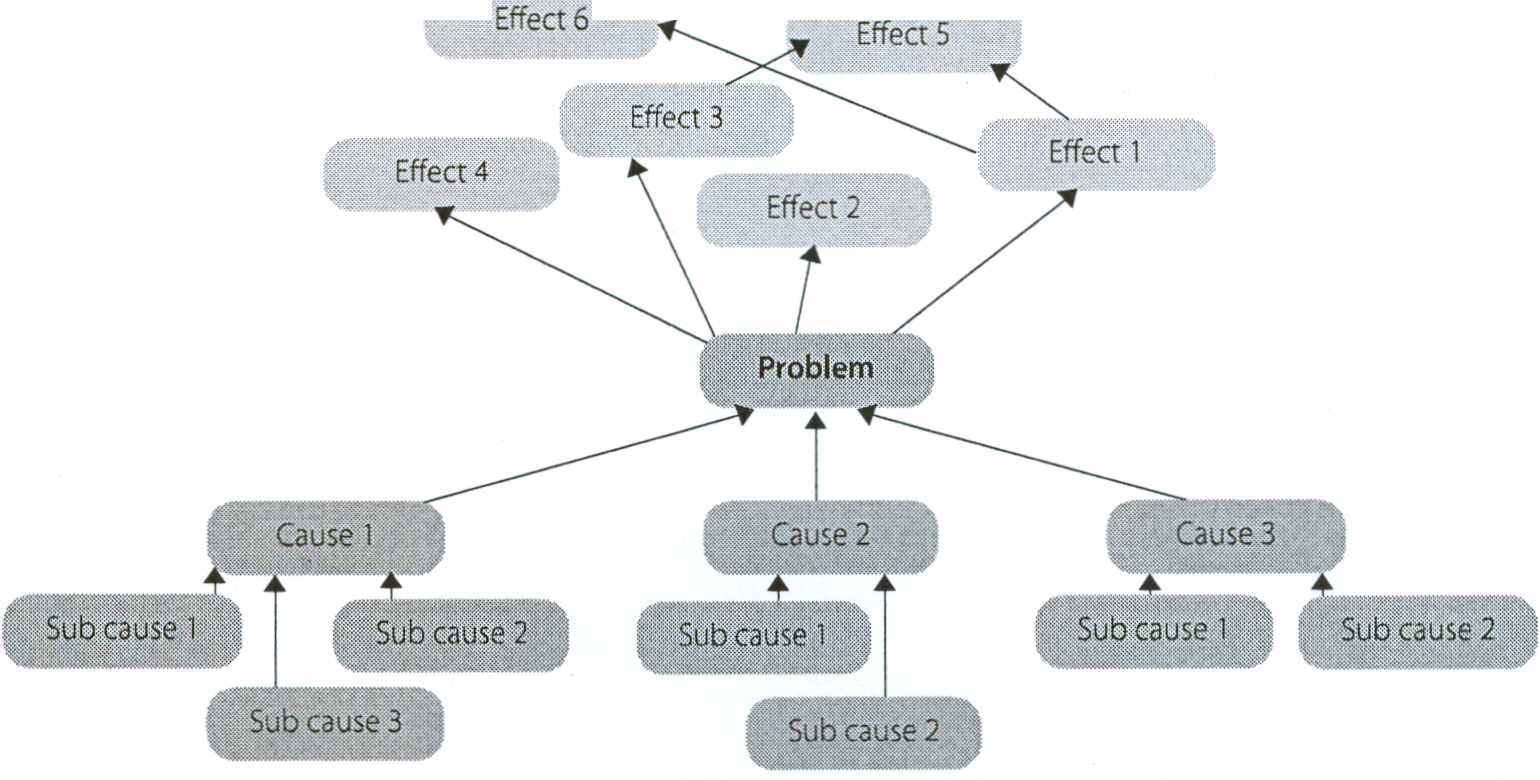 Effect 6
Effect 5
Effect 3
Effect 1
Effect 4
Effect 2
Problem
Cause 1
Cause 2
Cause 3
Sub cause 1
Sub cause 2
Sub cause 1
Sub cause 1
Sub cause 2
Sub cause 3
Sub cause 2